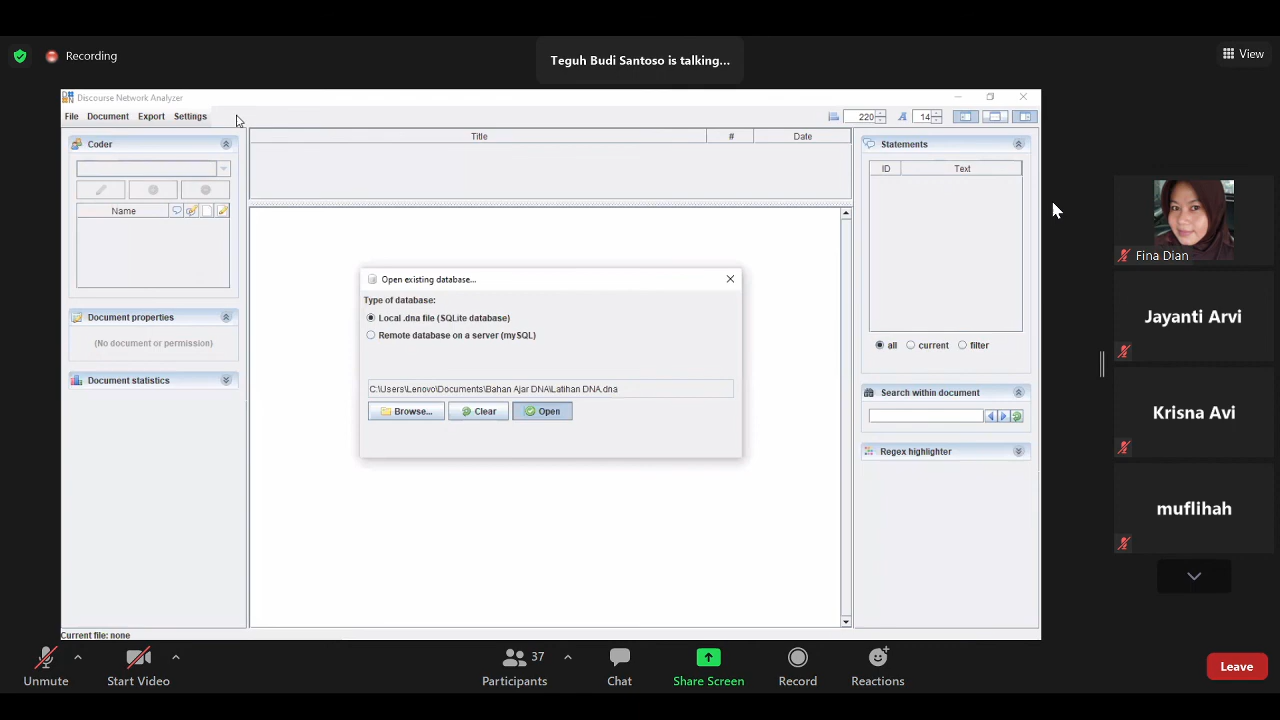 Recording
Teguh Budi Santoso is talking...
View
Discourse Network Analyzer
File Document Export Settings
220
14
Coder
Name
Document properties
(No document or permission)
Document statistics
Title # Date
Open existing database...
Type of database:
Local .dna file (SQLite database)
Remote database on a server (mySQL)
C:\Users\Lenovo\Documents\Bahan Ajar DNA\Latihan DNA.dna
Browse... Clear Open
Statements
ID Text
all current filter
Search within document
Regex highlighter
Current file: none
Fina Dian
Jayanti Arvi
Krisna Avi
muflihah
Unmute
Start Video
37
Participants
Chat
Share Screen
Record
Reactions
Leave